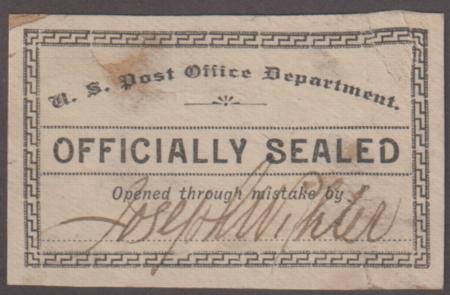 U. S. Post Office Department.
OFFICIALLY SEALED
Opened through mistake by
Joseph